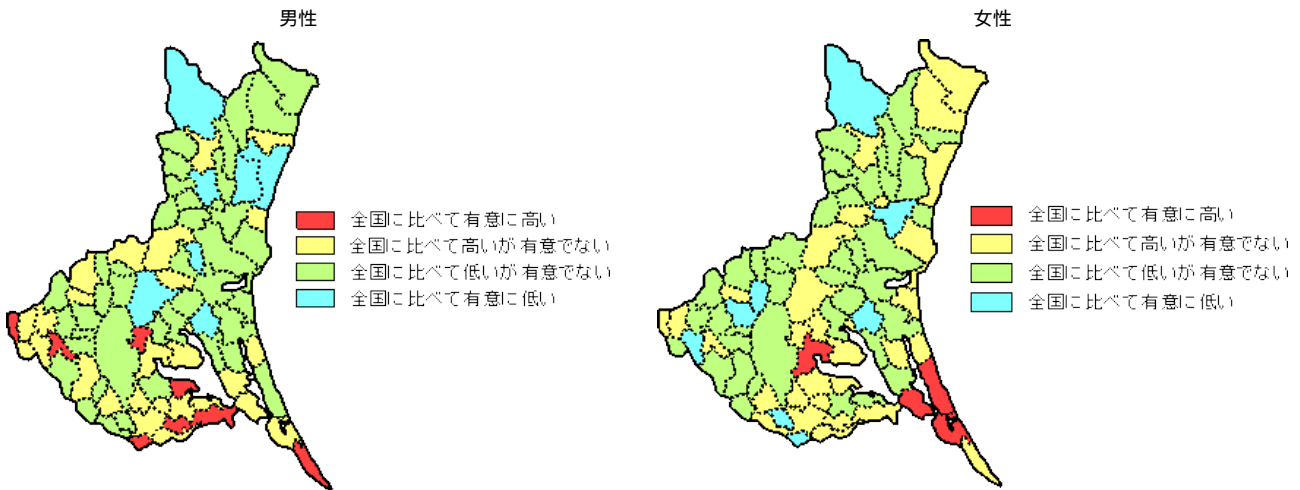 男性
女性
全国に比べて有意に高い
全国に比べて高いが有意でない
全国に比べて低いが有意でない
全国に比べて有意に低い
全国に比べて有意に高い
全国に比べて高いが有意でない
全国に比べて低いが有意でない
全国に比べて有意に低い